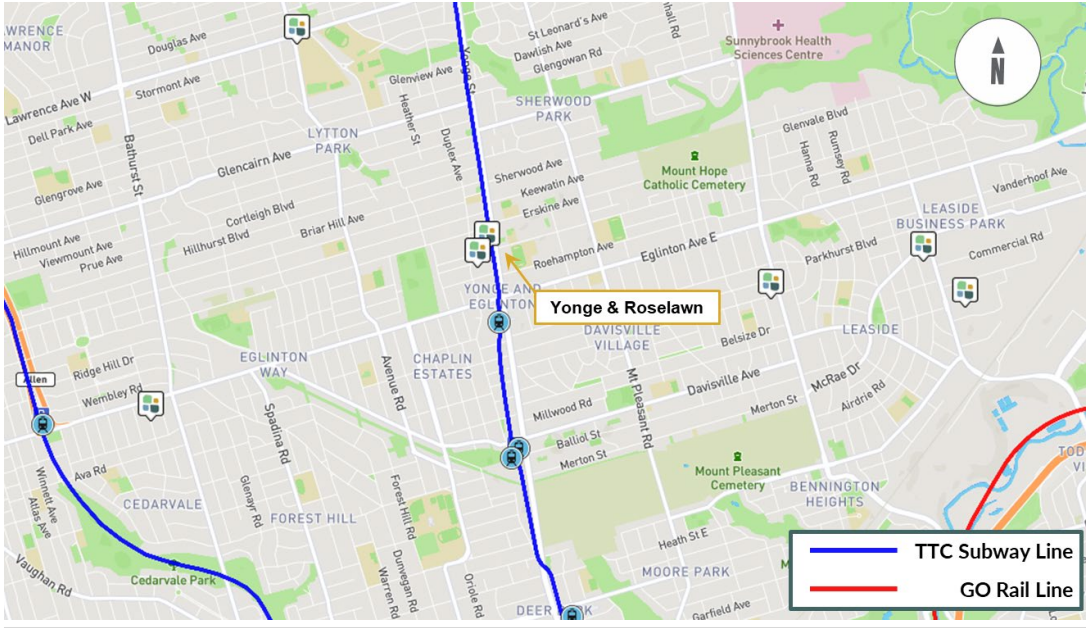 WRENCE
MANOR
Douglas Ave
Stormont Ave
Lawrence Ave W
Dell Park Ave
Glengrove Ave
Bathurst St
Glencairn Ave
LYTTON
PARK
Glenview Ave
Heather St
Duplex Ave
Yonge St
St Leonard's Ave
Dawlish Ave
Glengowan Rd
SHERWOOD
PARK
Sunnybrook Health
Sciences Centre
N
Glenvale Blvd
Hanna Rd
Rumsey Rd
Mount Hope
Catholic Cemetery
Vanderhoof Ave
LEASIDE
BUSINESS PARK
Commercial Rd
Parkhurst Blvd
Sherwood Ave
Keewatin Ave
Erskine Ave
Roehampton Ave
Eglinton Ave E
Cortleigh Blvd
Briar Hill Ave
Hillhurst Blvd
Hillmount Ave
Viewmount Ave
Prue Ave
YONGE AND
EGLINTON
Yonge & Roselawn
DAVISVILLE
VILLAGE
Belsize Dr
LEASIDE
EGLINTON
WAY
CHAPLIN
ESTATES
Ridge Hill Dr
Allen
Wembley Rd
Avenue Rd
Spadina Rd
Mt Pleasant Rd
Davisville Ave
McRae Dr
Airdrie Rd
Millwood Rd
Merton St
Balliol St
Merton St
Mount Pleasant
Cemetery
BENNINGTON
HEIGHTS
Ava Rd
Winnett Ave
Atlas Ave
CEDARVALE
Glenayr Rd
FOREST HILL
Forest Hill Rd
Dunvegan Rd
Warren Rd
Oriole Rd
Vaughan Rd
Cedarvale Park
Heath St E
MOORE PARK
Garfield Ave
TTC Subway Line
GO Rail Line